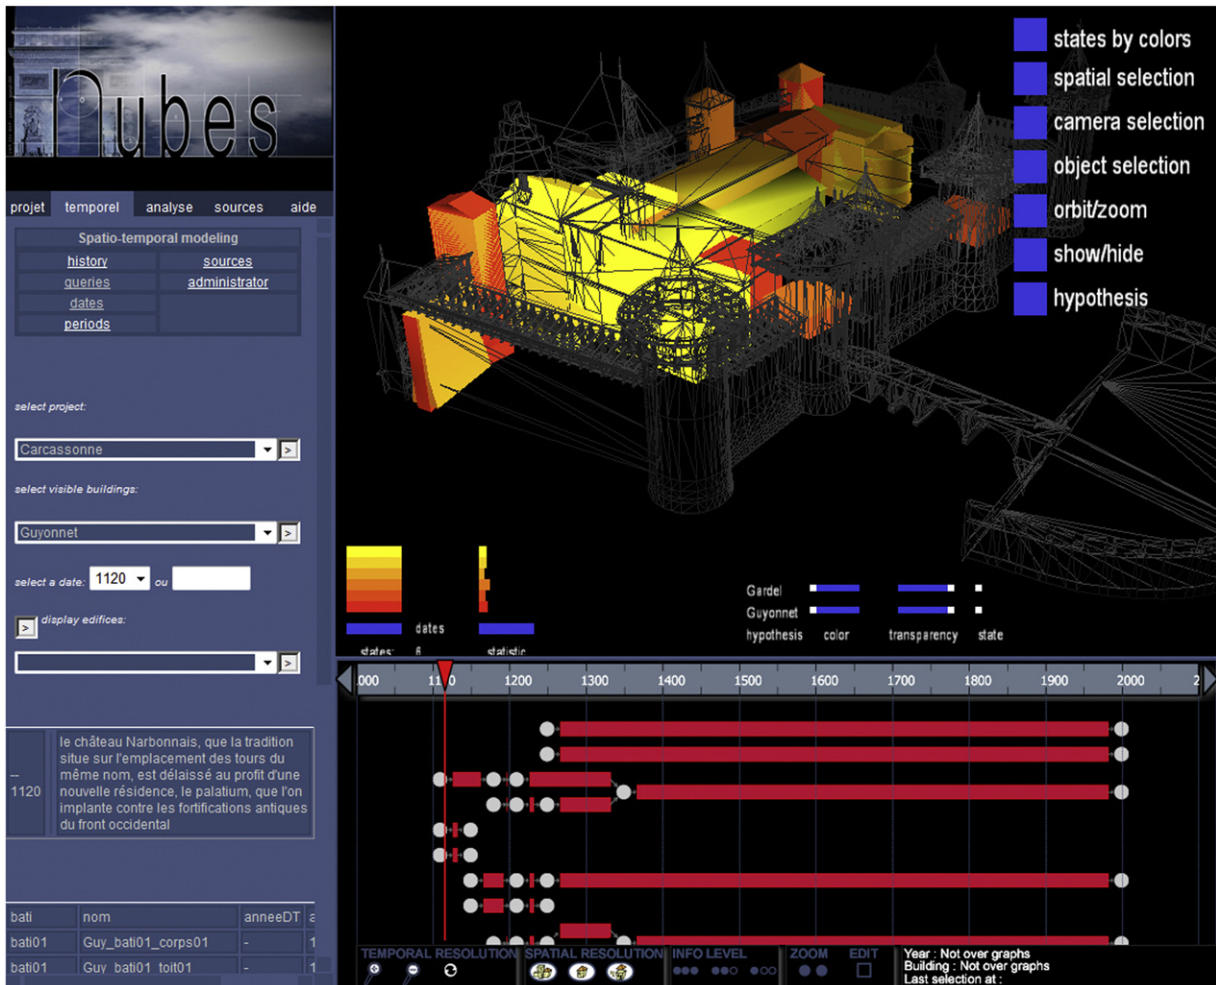 nubes
projet temporel analyse sources aide
Spatio-temporal modeling
history sources
queries administrator
dates
periods
select project:
Carcassonne >
select visible buildings:
Guyonnet >
select a date: 1120 ou
> display edifices:
>
--
1120
le château Narbonnais, que la tradition
situe sur l'emplacement des tours du
même nom, est délaissé au profit d'une
nouvelle résidence, le palatium, que l'on
implante contre les fortifications antiques
du front occidental
bati nom anneeDT a
bati01 Guy_bati01_corps01 - 1
bati01 Guy_bati01_toit01 - 1
states by colors
spatial selection
camera selection
object selection
orbit/zoom
show/hide
hypothesis
dates
states: 6 statistic
Gardel
Guyonnet
hypothesis color transparency state
1200 1300 1400 1500 1600 1700 1800 1900 2000
TEMPORAL RESOLUTION SPATIAL RESOLUTION INFO LEVEL ZOOM EDIT
Year : Not over graphs
Building : Not over graphs
Last selection at :